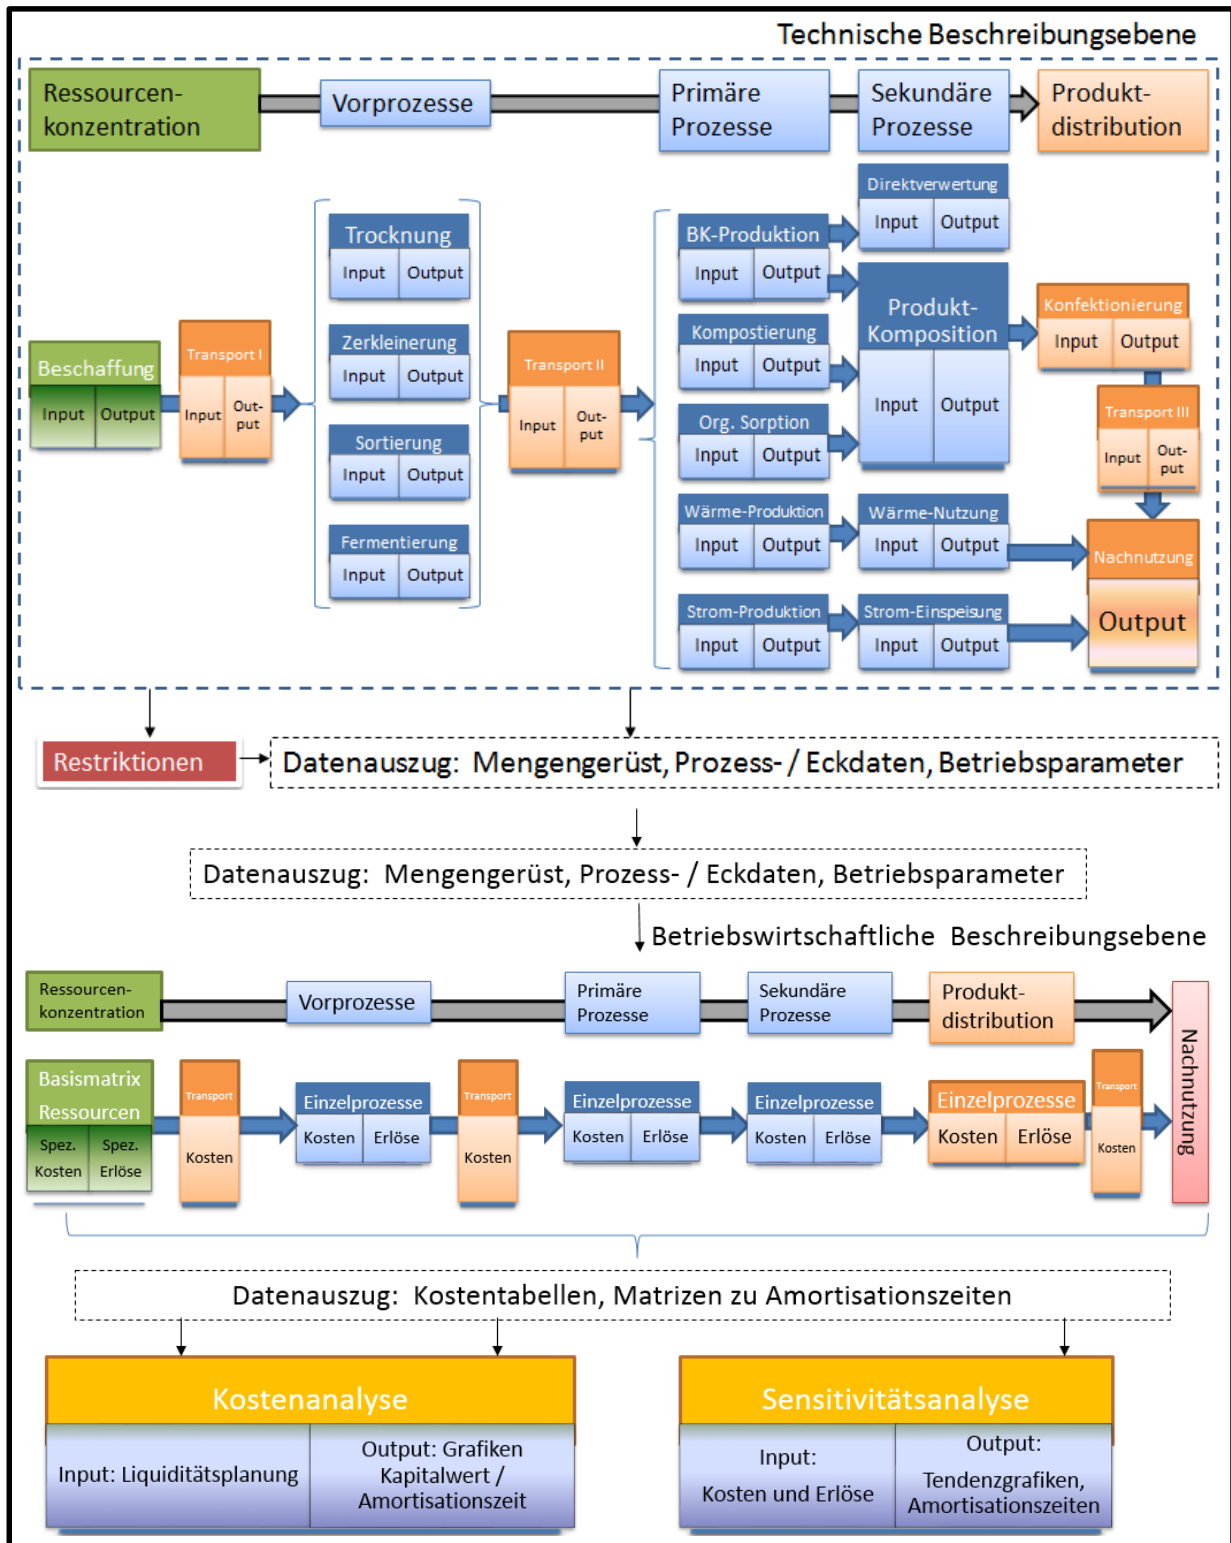 Technische Beschreibungsebene
Ressourcen-
konzentration
Vorprozesse
Primäre
Prozesse
Sekundäre
Prozesse
Produkt-
distribution
Beschaffung
Input Output
Transport I
Input Out-
put
Trocknung
Input Output
Zerkleinerung
Input Output
Sortierung
Input Output
Fermentierung
Input Output
Transport II
Input Out-
put
BK-Produktion
Input Output
Kompostierung
Input Output
Org. Sorption
Input Output
Wärme-Produktion
Input Output
Strom-Produktion
Input Output
Direktverwertung
Input Output
Produkt-
Komposition
Input Output
Wärme-Nutzung
Input Output
Strom-Einspeisung
Input Output
Konfektionierung
Input Output
Transport III
Input Out-
put
Nachnutzung
Output
Restriktionen
Datenauszug: Mengengerüst, Prozess- / Eckdaten, Betriebsparameter
Datenauszug: Mengengerüst, Prozess- / Eckdaten, Betriebsparameter
Betriebswirtschaftliche Beschreibungsebene
Ressourcen-
konzentration
Vorprozesse
Primäre
Prozesse
Sekundäre
Prozesse
Produkt-
distribution
Nachnutzung
Basismatrix
Ressourcen
Spez. Spez.
Kosten Erlöse
Transport
Kosten
Einzelprozesse
Kosten Erlöse
Transport
Kosten
Einzelprozesse
Kosten Erlöse
Einzelprozesse
Kosten Erlöse
Einzelprozesse
Kosten Erlöse
Transport
Kosten
Datenauszug: Kostentabellen, Matrizen zu Amortisationszeiten
Kostenanalyse
Input: Liquiditätsplanung
Output: Grafiken
Kapitalwert /
Amortisationszeit
Sensitivitätsanalyse
Input:
Kosten und Erlöse
Output:
Tendenzgrafiken,
Amortisationszeiten